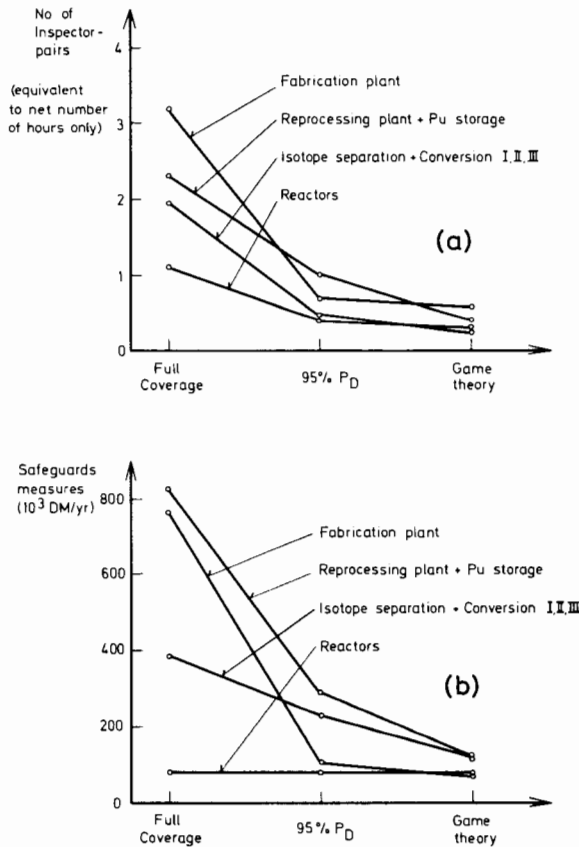 No of
Inspector-
pairs
(equivalent
to net number
of hours only)
4
3
2
1
0
Fabrication plant
Reprocessing plant + Pu storage
Isotope separation + Conversion I,II,III
Reactors
(a)
Full
Coverage
95% PD
Game
theory
Safeguards
measures
(10³ DM/yr)
800
600
400
200
0
Fabrication plant
Reprocessing plant + Pu storage
Isotope separation + Conversion I,II,III
Reactors
(b)
Full
Coverage
95% PD
Game
theory